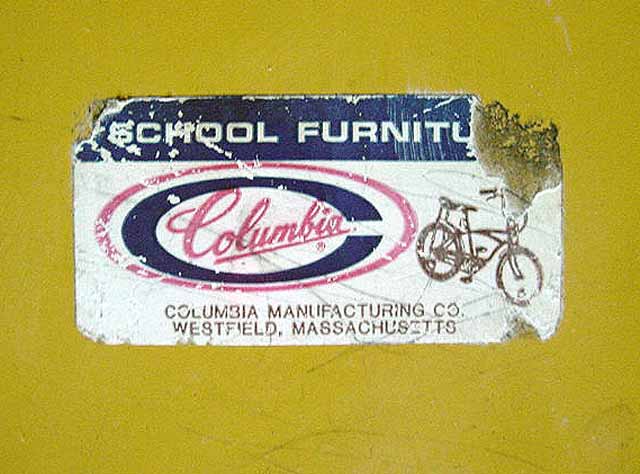 SCHOOL FURNITU
Columbia ®
COLUMBIA MANUFACTURING CO.
WESTFIELD, MASSACHUSETTS